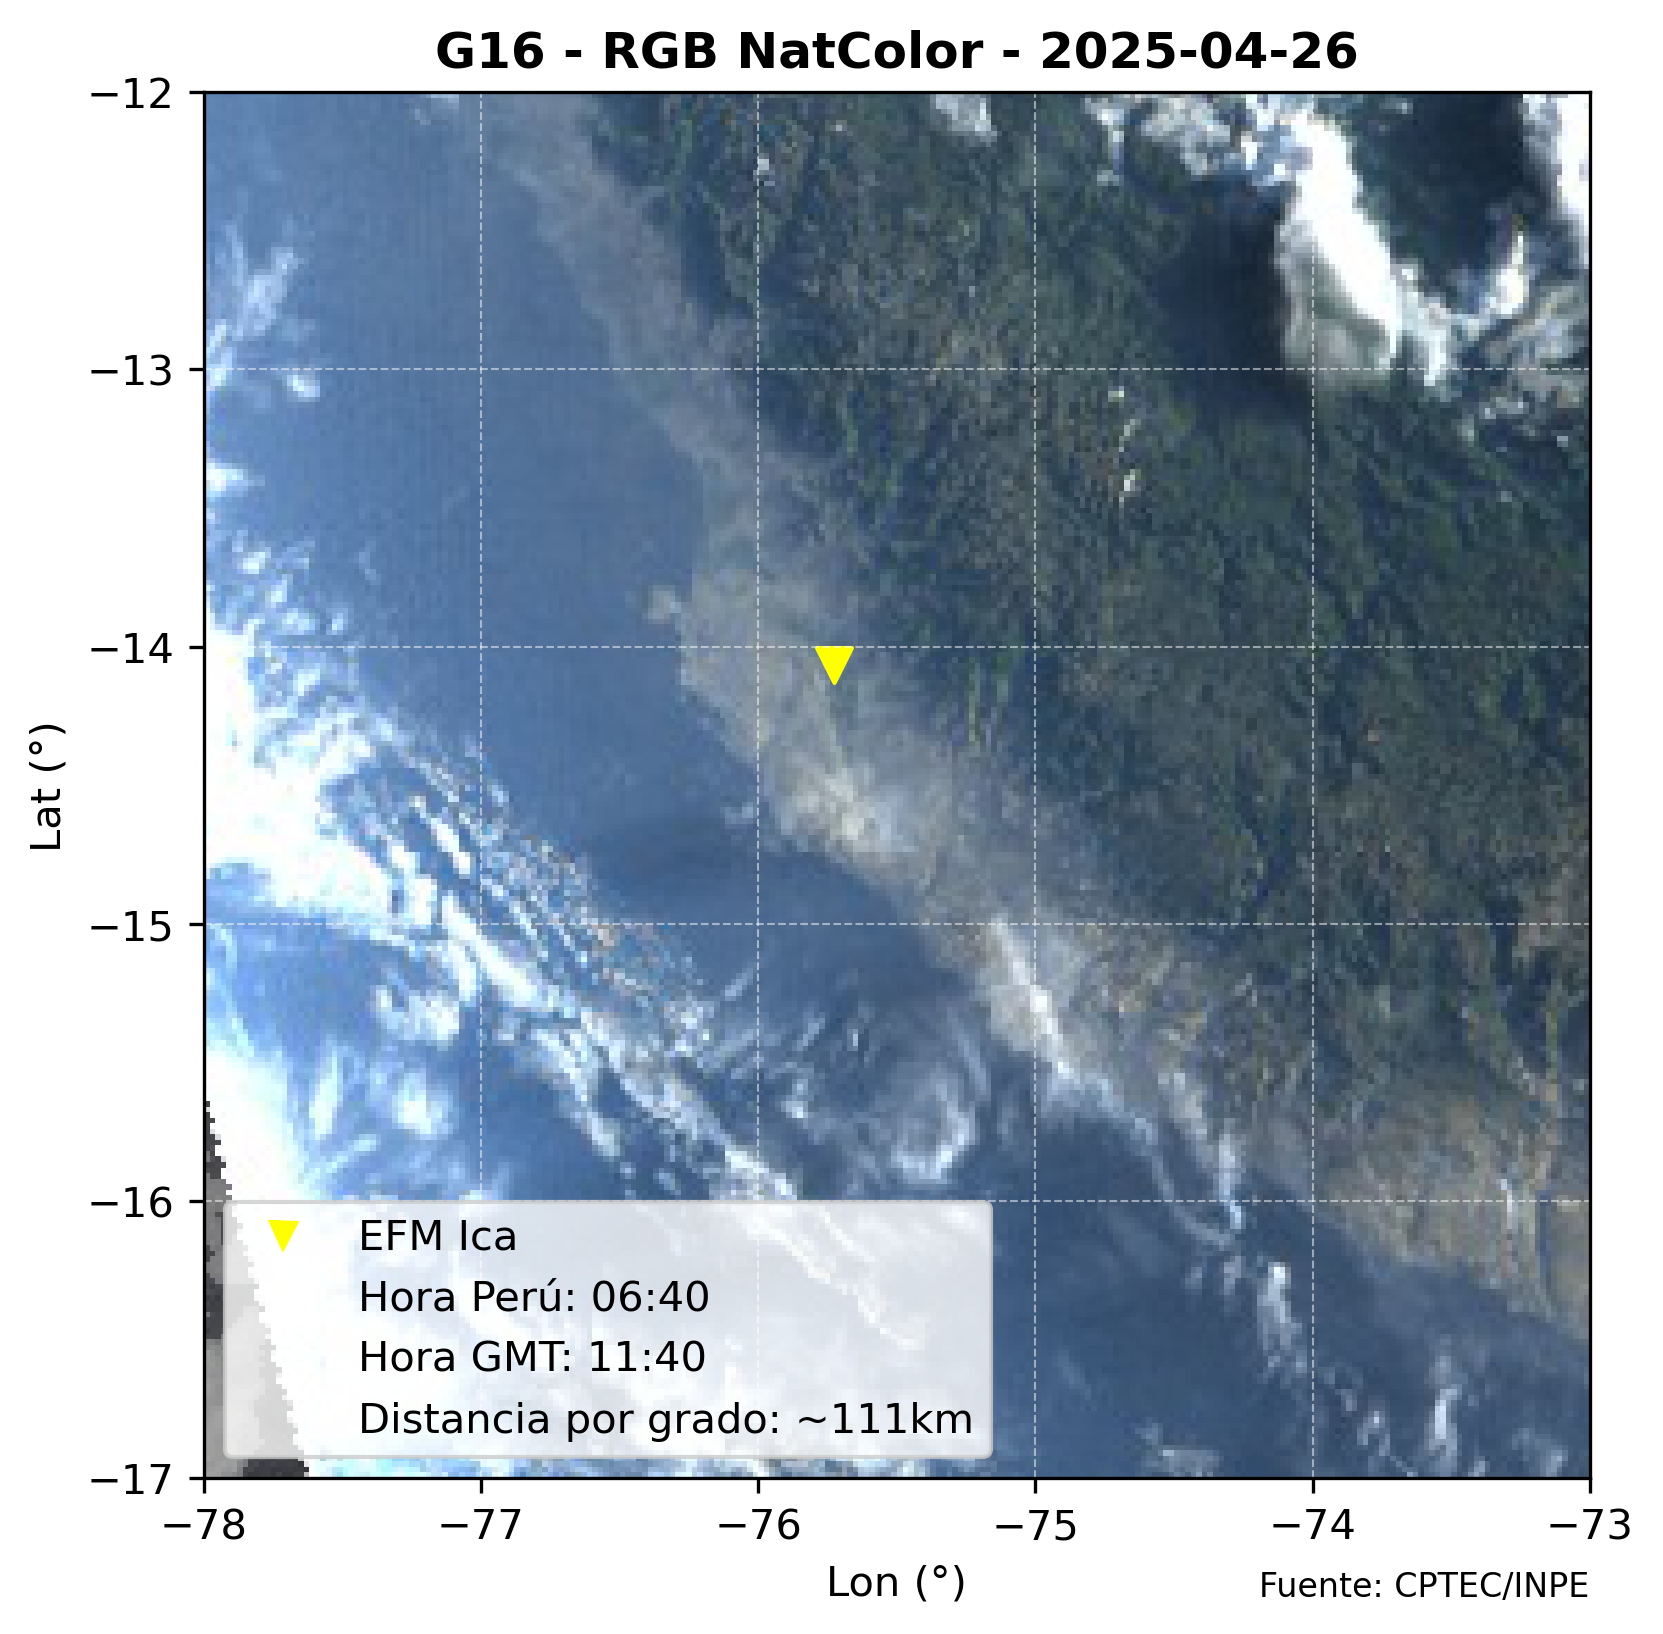 G16 - RGB NatColor - 2025-04-26
−12
−13
−14
−15
−16
−17
Lat (°)
EFM Ica
Hora Perú: 06:40
Hora GMT: 11:40
Distancia por grado: ~111km
−78 −77 −76 −75 −74 −73
Lon (°)
Fuente: CPTEC/INPE